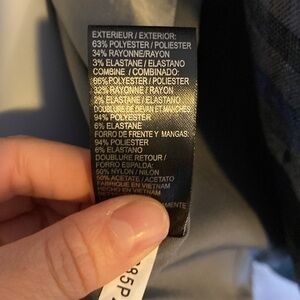 EXTERIEUR / EXTERIOR:
63% POLYESTER / POLIESTER
34% RAYONNE/RAYON
3% ELASTANE / ELASTANO
COMBINE / COMBINADO:
66% POLYESTER / POLIESTER
32% RAYONNE / RAYON
2% ELASTANE / ELASTANO
DOUBLURE DE DEVANT ET MANCHES
94% POLYESTER
6% ELASTANE
FORRO DE FRENTE Y MANGAS:
94% POLIESTER
6% ELASTANO
DOUBLURE RETOUR /
FORRO ESPALDA:
50% NYLON / NILON
50% ACETATE / ACETATO
FABRIQUE EN VIETNAM
HECHO EN VIETNAM
385P